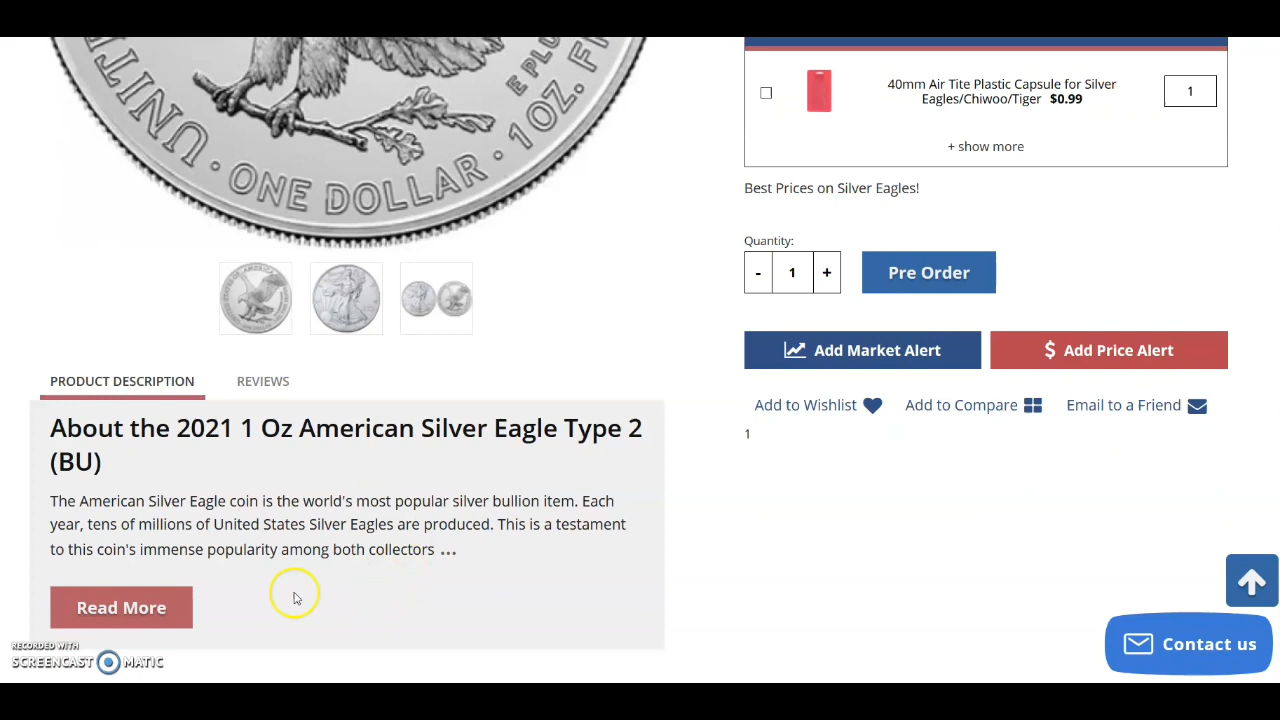 UNITE
E PLU
· ONE DOLLAR · 1 OZ. FI
40mm Air Tite Plastic Capsule for Silver
Eagles/Chiwoo/Tiger $0.99
1
+ show more
Best Prices on Silver Eagles!
Quantity:
- 1 +
Pre Order
Add Market Alert
$ Add Price Alert
Add to Wishlist
Add to Compare
Email to a Friend
1
PRODUCT DESCRIPTION
REVIEWS
About the 2021 1 Oz American Silver Eagle Type 2
(BU)
The American Silver Eagle coin is the world's most popular silver bullion item. Each
year, tens of millions of United States Silver Eagles are produced. This is a testament
to this coin's immense popularity among both collectors ...
Read More
Contact us
RECORDED WITH
SCREENCAST MATIC